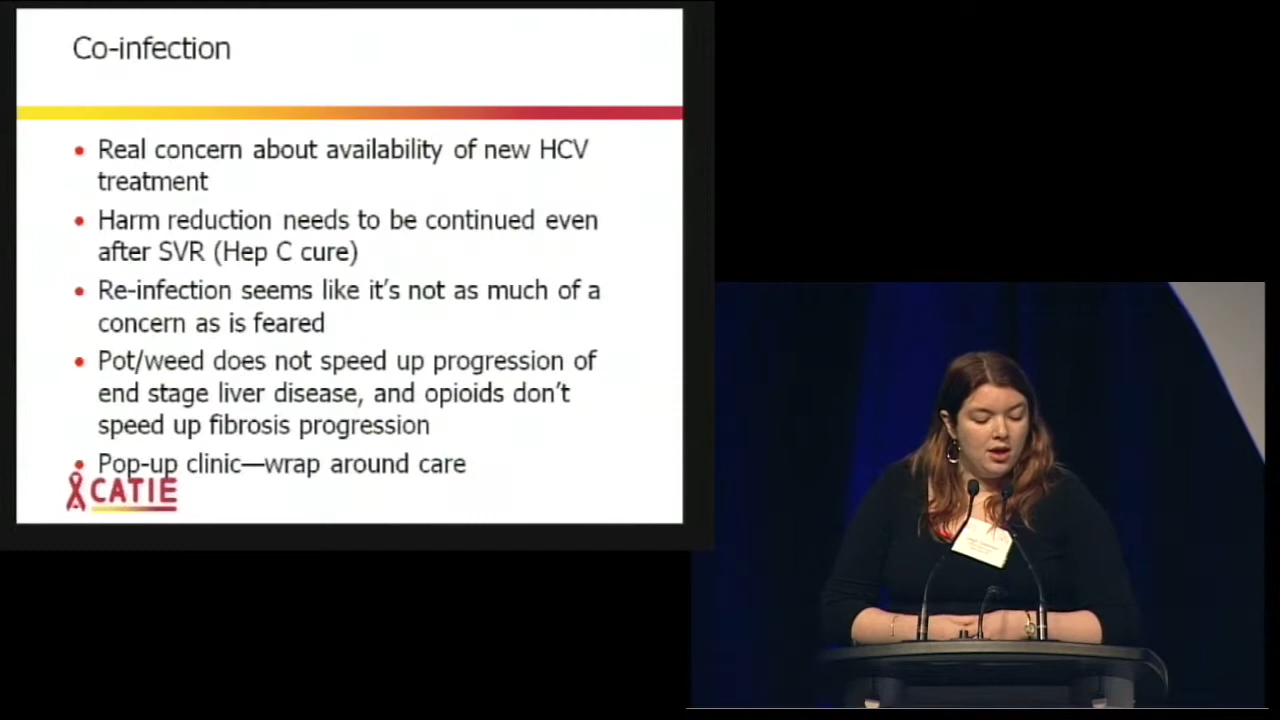 Co-infection
• Real concern about availability of new HCV
treatment
• Harm reduction needs to be continued even
after SVR (Hep C cure)
• Re-infection seems like it's not as much of a
concern as is feared
• Pot/weed does not speed up progression of
end stage liver disease, and opioids don't
speed up fibrosis progression
• Pop-up clinic—wrap around care
CATIE